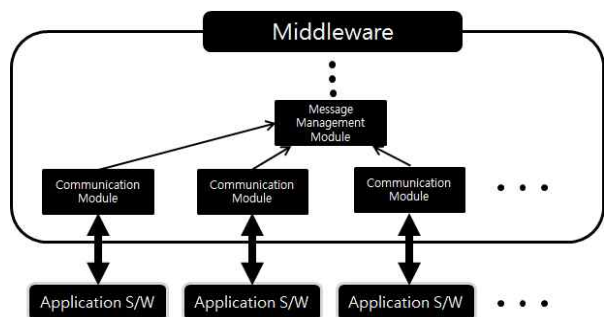 Middleware
Message
Management
Module
Communication
Module
Communication
Module
Communication
Module
Application S/W
Application S/W
Application S/W